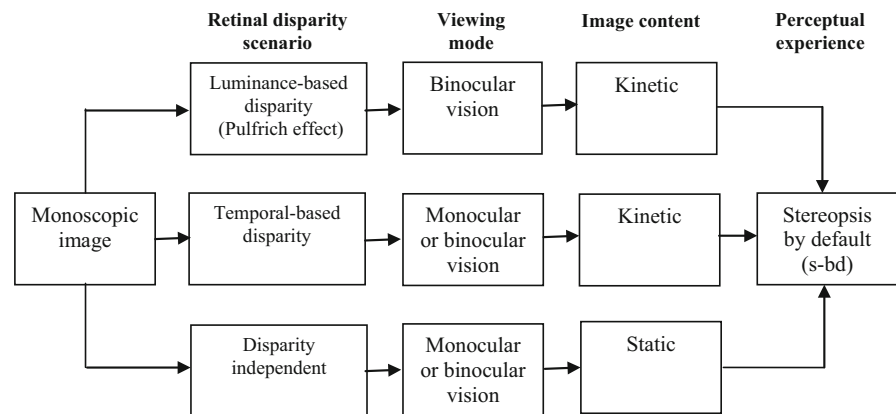 Retinal disparity scenario
Viewing mode
Image content
Perceptual experience
Luminance-based
disparity
(Pulfrich effect)
Binocular
vision
Kinetic
Monoscopic
image
Temporal-based
disparity
Monocular
or binocular
vision
Kinetic
Stereopsis
by default
(s-bd)
Disparity
independent
Monocular
or binocular
vision
Static